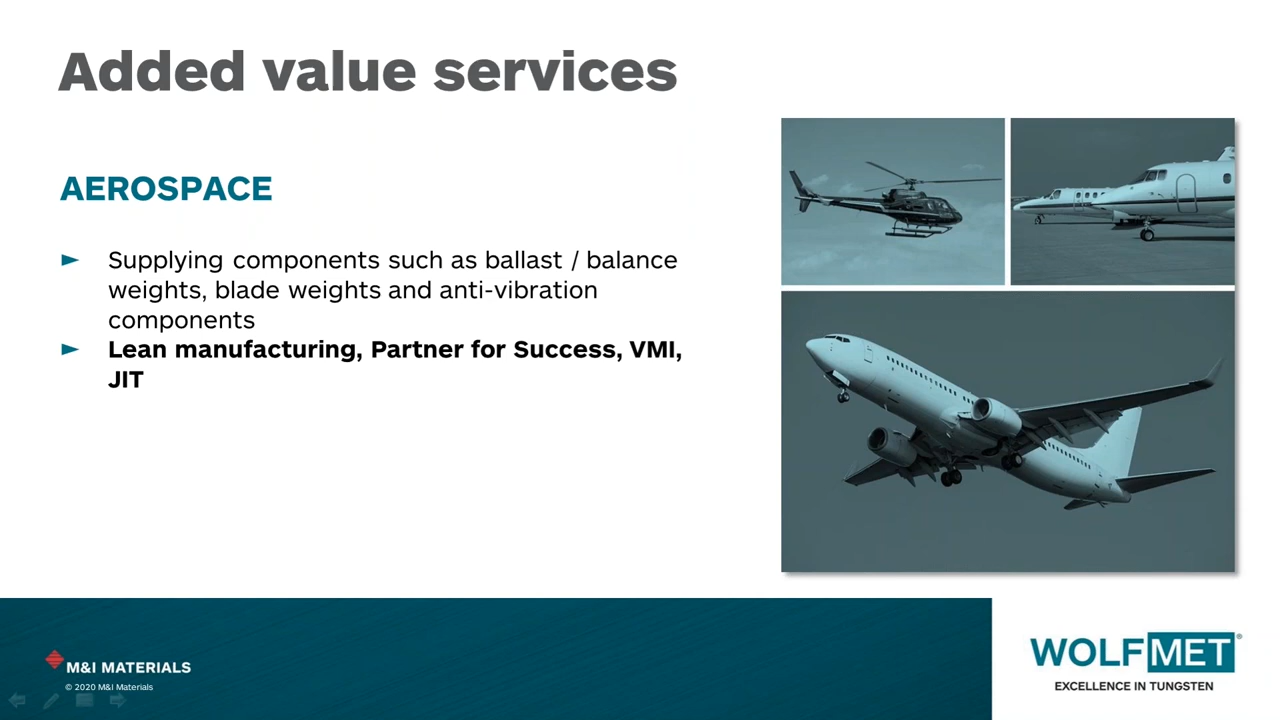 Added value services
AEROSPACE
► Supplying components such as ballast / balance
weights, blade weights and anti-vibration
components
► Lean manufacturing, Partner for Success, VMI,
JIT
M&I MATERIALS
© 2020 M&I Materials
WOLFMET®
EXCELLENCE IN TUNGSTEN